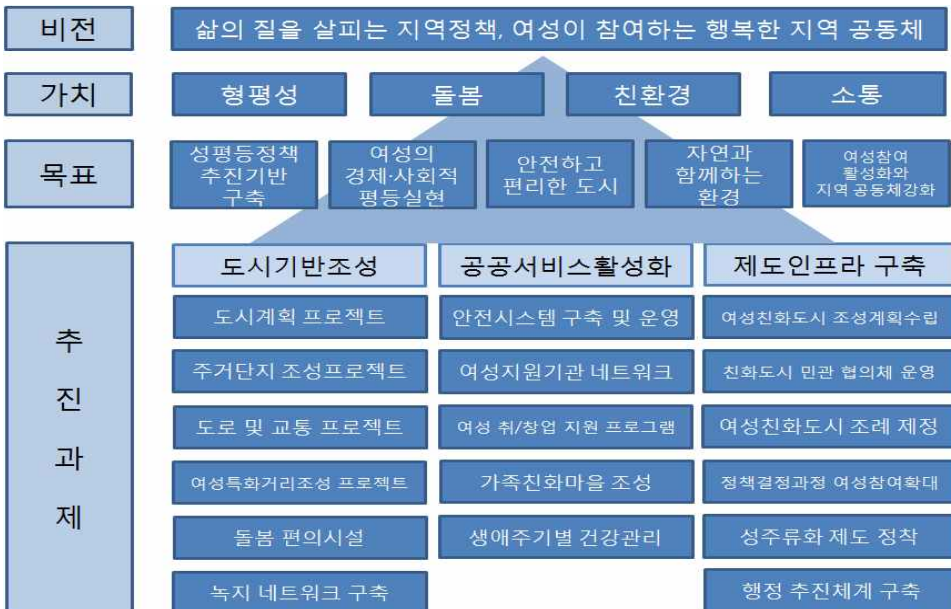 비전
삶의 질을 살피는 지역정책, 여성이 참여하는 행복한 지역 공동체
가치
형평성
돌봄
친환경
소통
목표
성평등정책
추진기반
구축
여성의
경제·사회적
평등실현
안전하고
편리한 도시
자연과
함께하는
환경
여성참여
활성화와
지역 공동체강화
추
진
과
제
도시기반조성
도시계획 프로젝트
주거단지 조성프로젝트
도로 및 교통 프로젝트
여성특화거리조성 프로젝트
돌봄 편의시설
녹지 네트워크 구축
공공서비스활성화
안전시스템 구축 및 운영
여성지원기관 네트워크
여성 취/창업 지원 프로그램
가족친화마을 조성
생애주기별 건강관리
제도인프라 구축
여성친화도시 조성계획수립
친화도시 민관 협의체 운영
여성친화도시 조례 제정
정책결정과정 여성참여확대
성주류화 제도 정착
행정 추진체계 구축